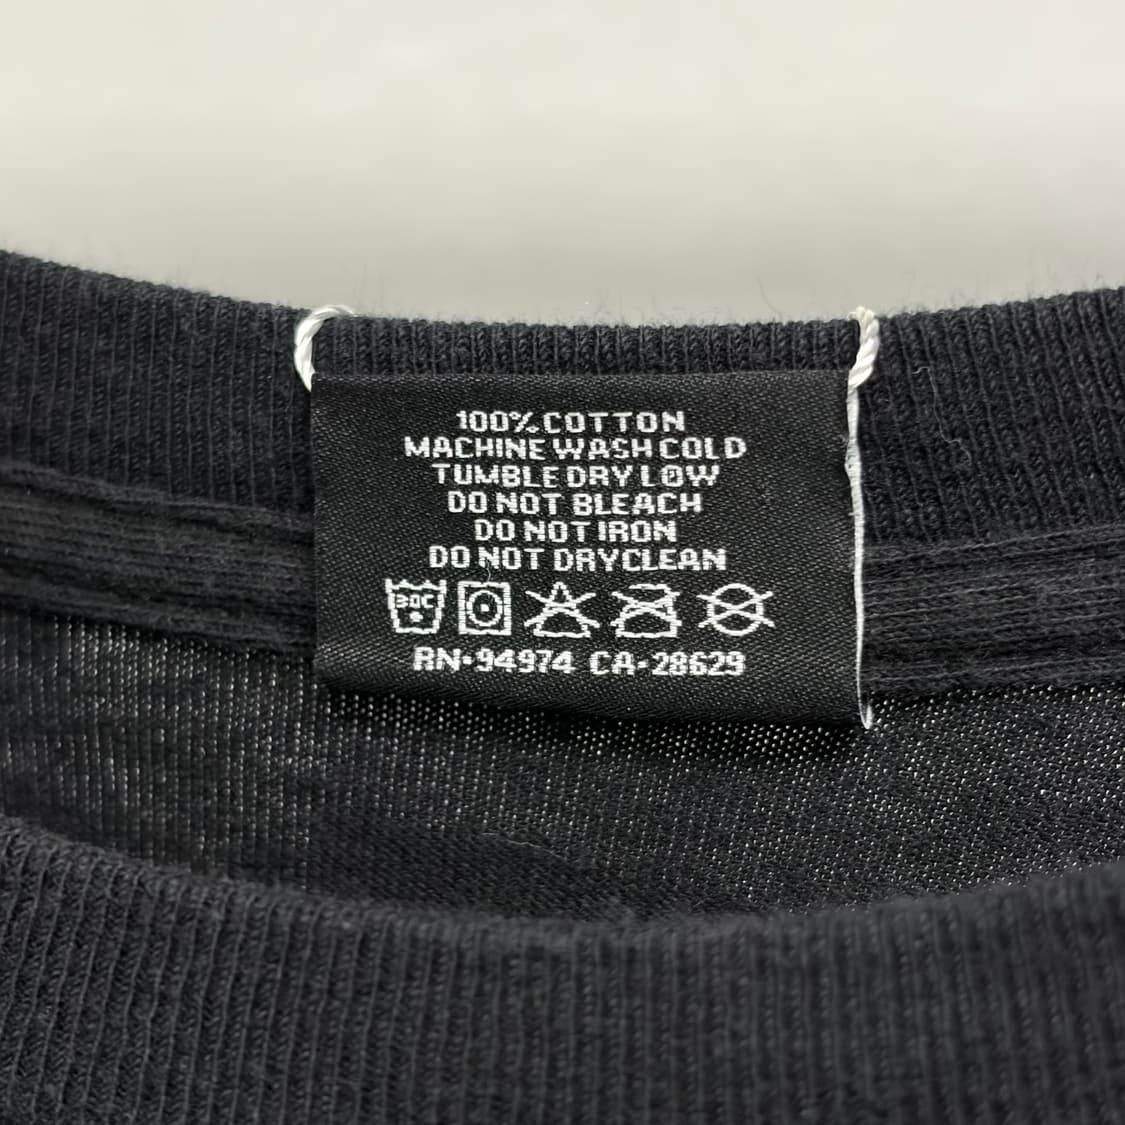 100% COTTON
MACHINE WASH COLD
TUMBLE DRY LOW
DO NOT BLEACH
DO NOT IRON
DO NOT DRYCLEAN
30C
RN•94974 CA•28629